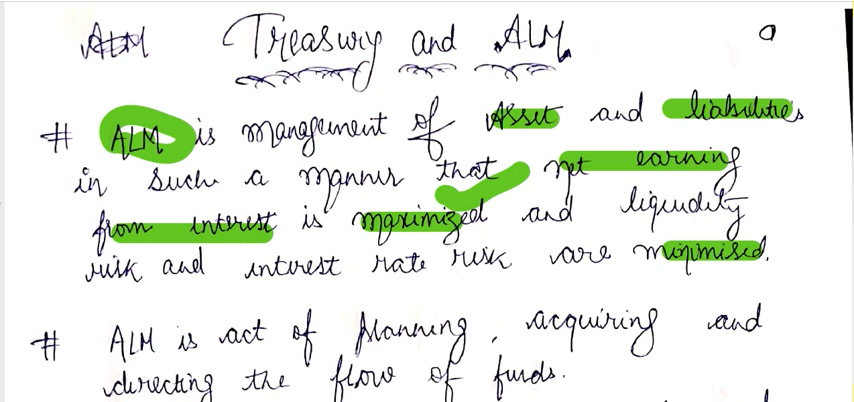 Treasury and ALM
# ALM is management of Asset and liabilities
in such a manner that net earning
from interest is maximized and liquidity
risk and interest rate risk are minimised.
# ALM is act of planning, acquiring and
directing the flow of funds.